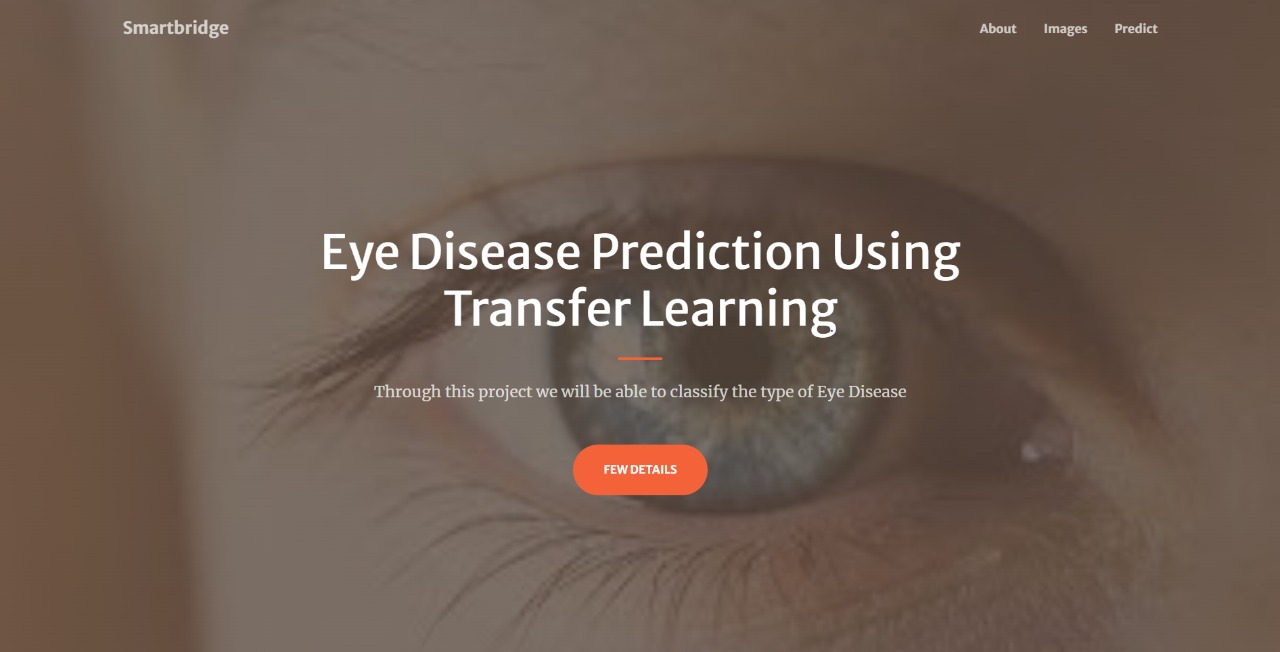 Smartbridge
About Images Predict
Eye Disease Prediction Using
Transfer Learning
Through this project we will be able to classify the type of Eye Disease
FEW DETAILS